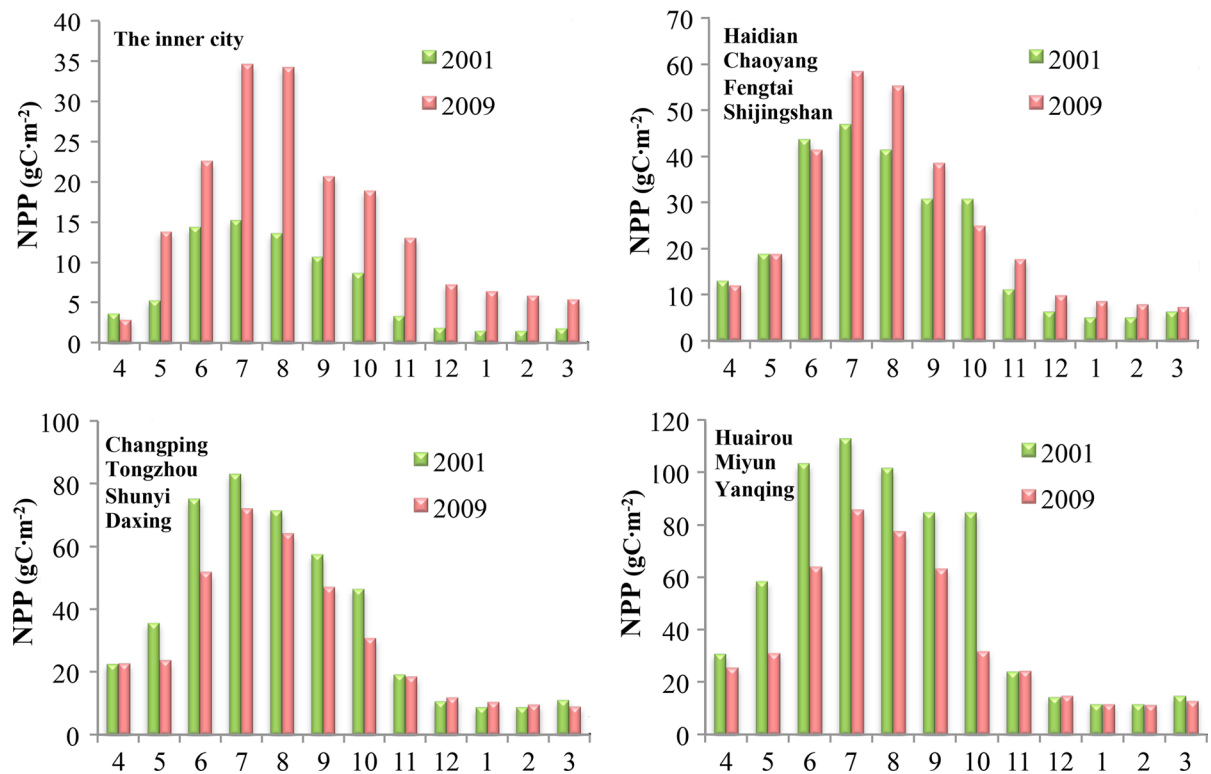 The inner city
2001
2009
NPP (gC·m-2)
40
35
30
25
20
15
10
5
0
4 5 6 7 8 9 10 11 12 1 2 3
Haidian
Chaoyang
Fengtai
Shijingshan
2001
2009
NPP (gC·m-2)
70
60
50
40
30
20
10
0
4 5 6 7 8 9 10 11 12 1 2 3
Changping
Tongzhou
Shunyi
Daxing
2001
2009
NPP (gC·m-2)
100
80
60
40
20
0
4 5 6 7 8 9 10 11 12 1 2 3
Huairou
Miyun
Yanqing
2001
2009
NPP (gC·m-2)
120
100
80
60
40
20
0
4 5 6 7 8 9 10 11 12 1 2 3